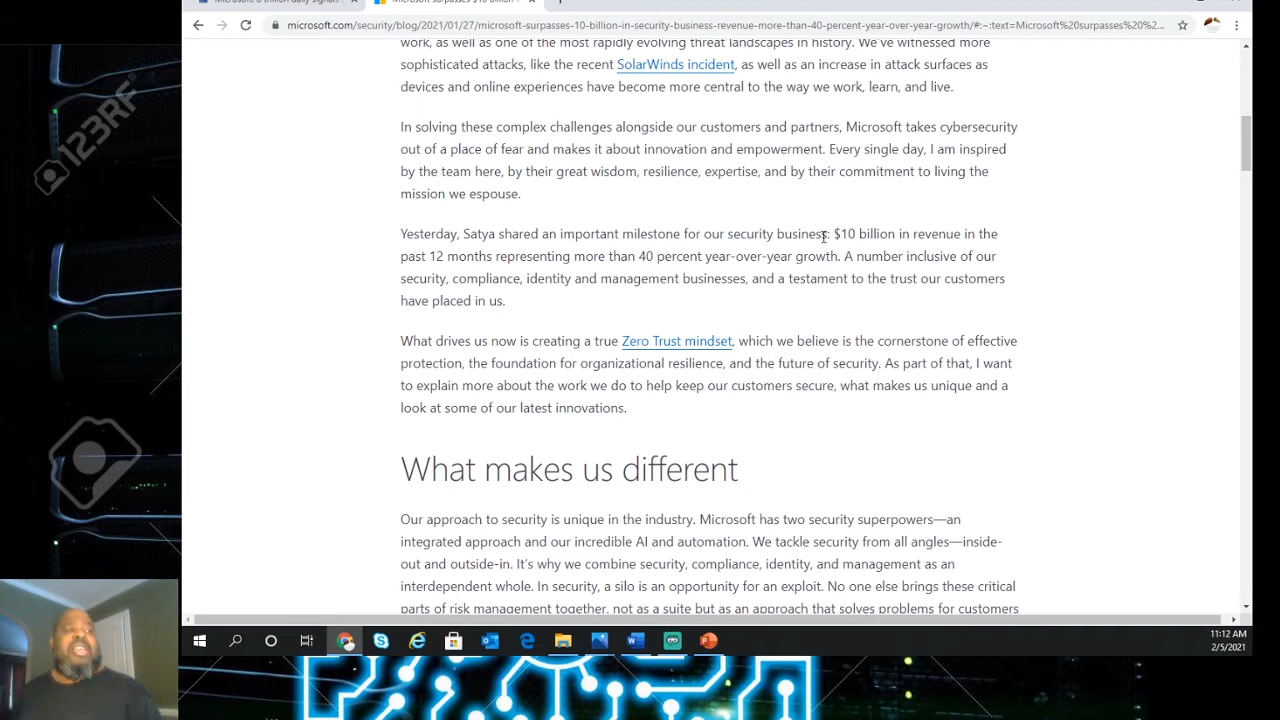 microsoft.com/security/blog/2021/01/27/microsoft-surpasses-10-billion-in-security-business-revenue-more-than-40-percent-year-over-year-growth/#:~:text=Microsoft%20surpasses%20%2...
work, as well as one of the most rapidly evolving threat landscapes in history. We've witnessed more
sophisticated attacks, like the recent SolarWinds incident, as well as an increase in attack surfaces as
devices and online experiences have become more central to the way we work, learn, and live.
In solving these complex challenges alongside our customers and partners, Microsoft takes cybersecurity
out of a place of fear and makes it about innovation and empowerment. Every single day, I am inspired
by the team here, by their great wisdom, resilience, expertise, and by their commitment to living the
mission we espouse.
Yesterday, Satya shared an important milestone for our security business: $10 billion in revenue in the
past 12 months representing more than 40 percent year-over-year growth. A number inclusive of our
security, compliance, identity and management businesses, and a testament to the trust our customers
have placed in us.
What drives us now is creating a true Zero Trust mindset, which we believe is the cornerstone of effective
protection, the foundation for organizational resilience, and the future of security. As part of that, I want
to explain more about the work we do to help keep our customers secure, what makes us unique and a
look at some of our latest innovations.
What makes us different
Our approach to security is unique in the industry. Microsoft has two security superpowers—an
integrated approach and our incredible AI and automation. We tackle security from all angles—inside-
out and outside-in. It's why we combine security, compliance, identity, and management as an
interdependent whole. In security, a silo is an opportunity for an exploit. No one else brings these critical
parts of risk management together, not as a suite but as an approach that solves problems for customers
11:12 AM
2/5/2021
123RF